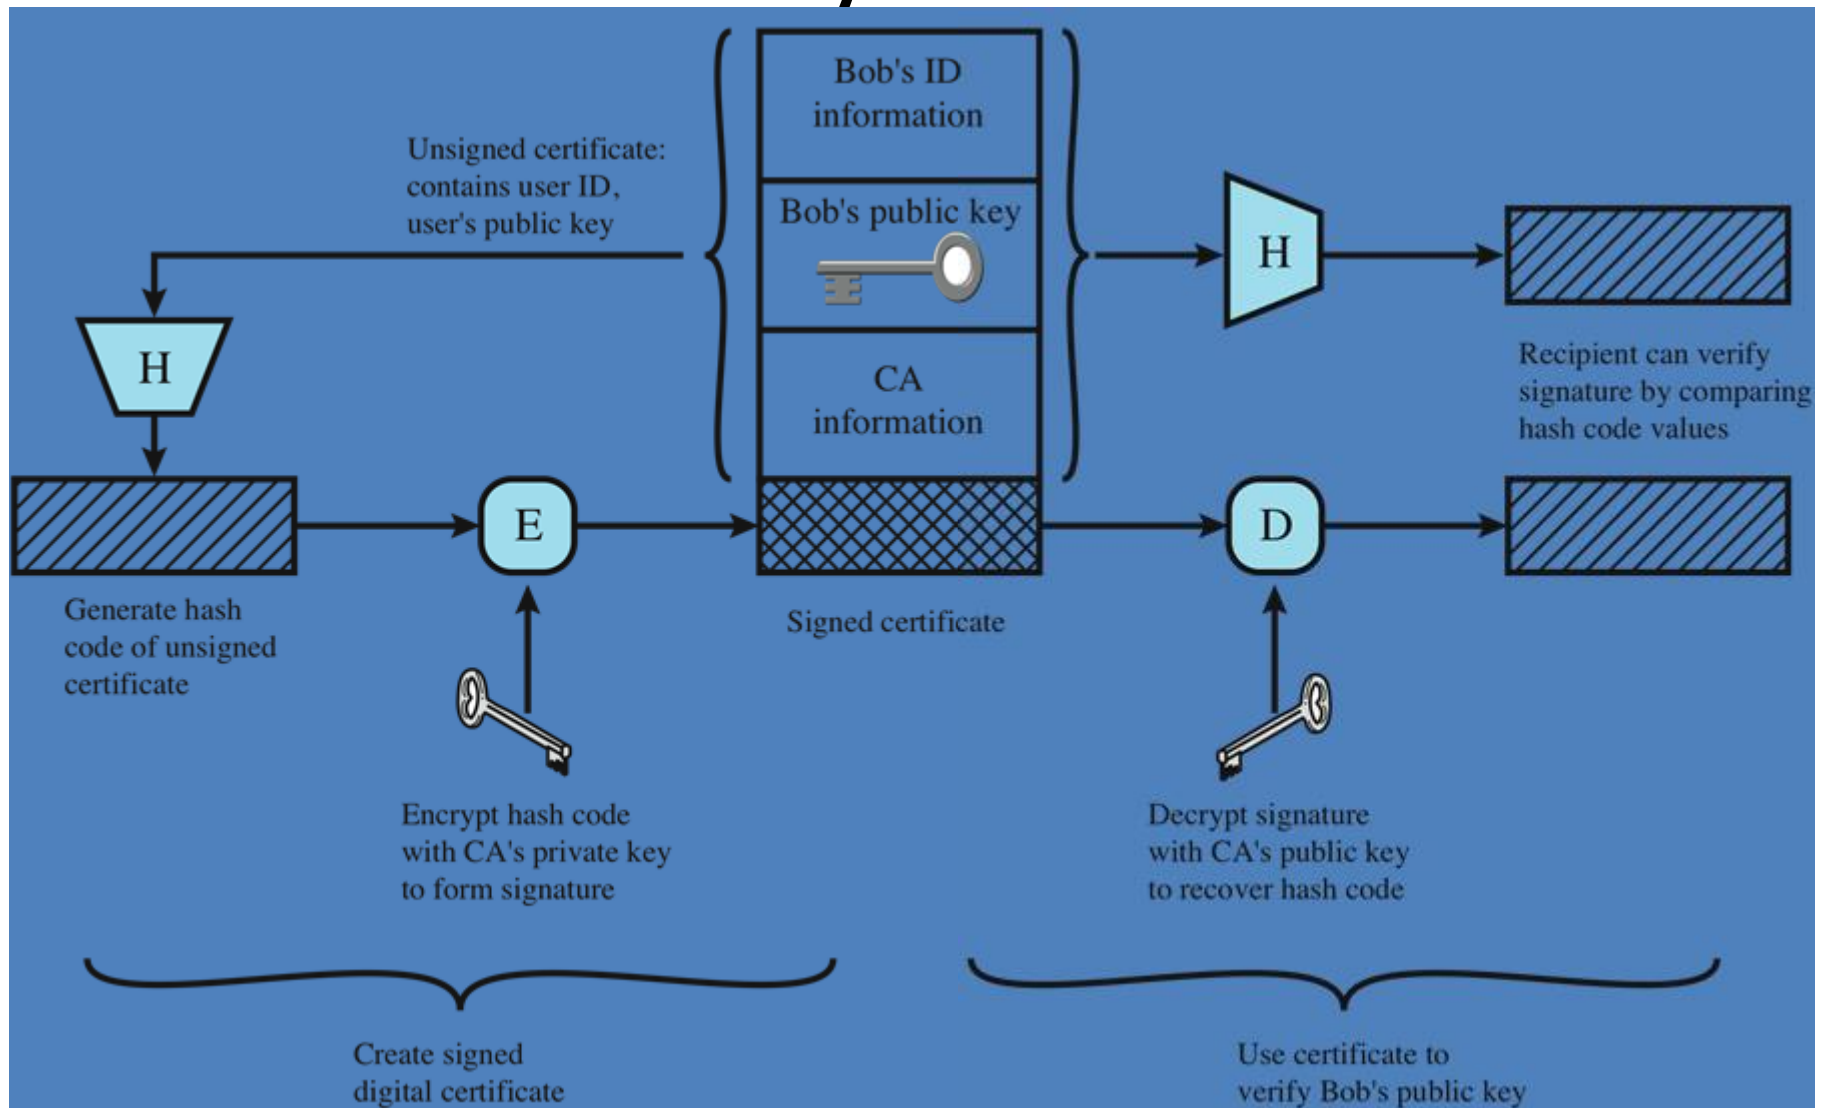 Bob's ID
information
Unsigned certificate:
contains user ID,
user's public key
Bob's public key
H
H
CA
information
Recipient can verify
signature by comparing
hash code values
E
D
Generate hash
code of unsigned
certificate
Signed certificate
Encrypt hash code
with CA's private key
to form signature
Decrypt signature
with CA's public key
to recover hash code
Create signed
digital certificate
Use certificate to
verify Bob's public key